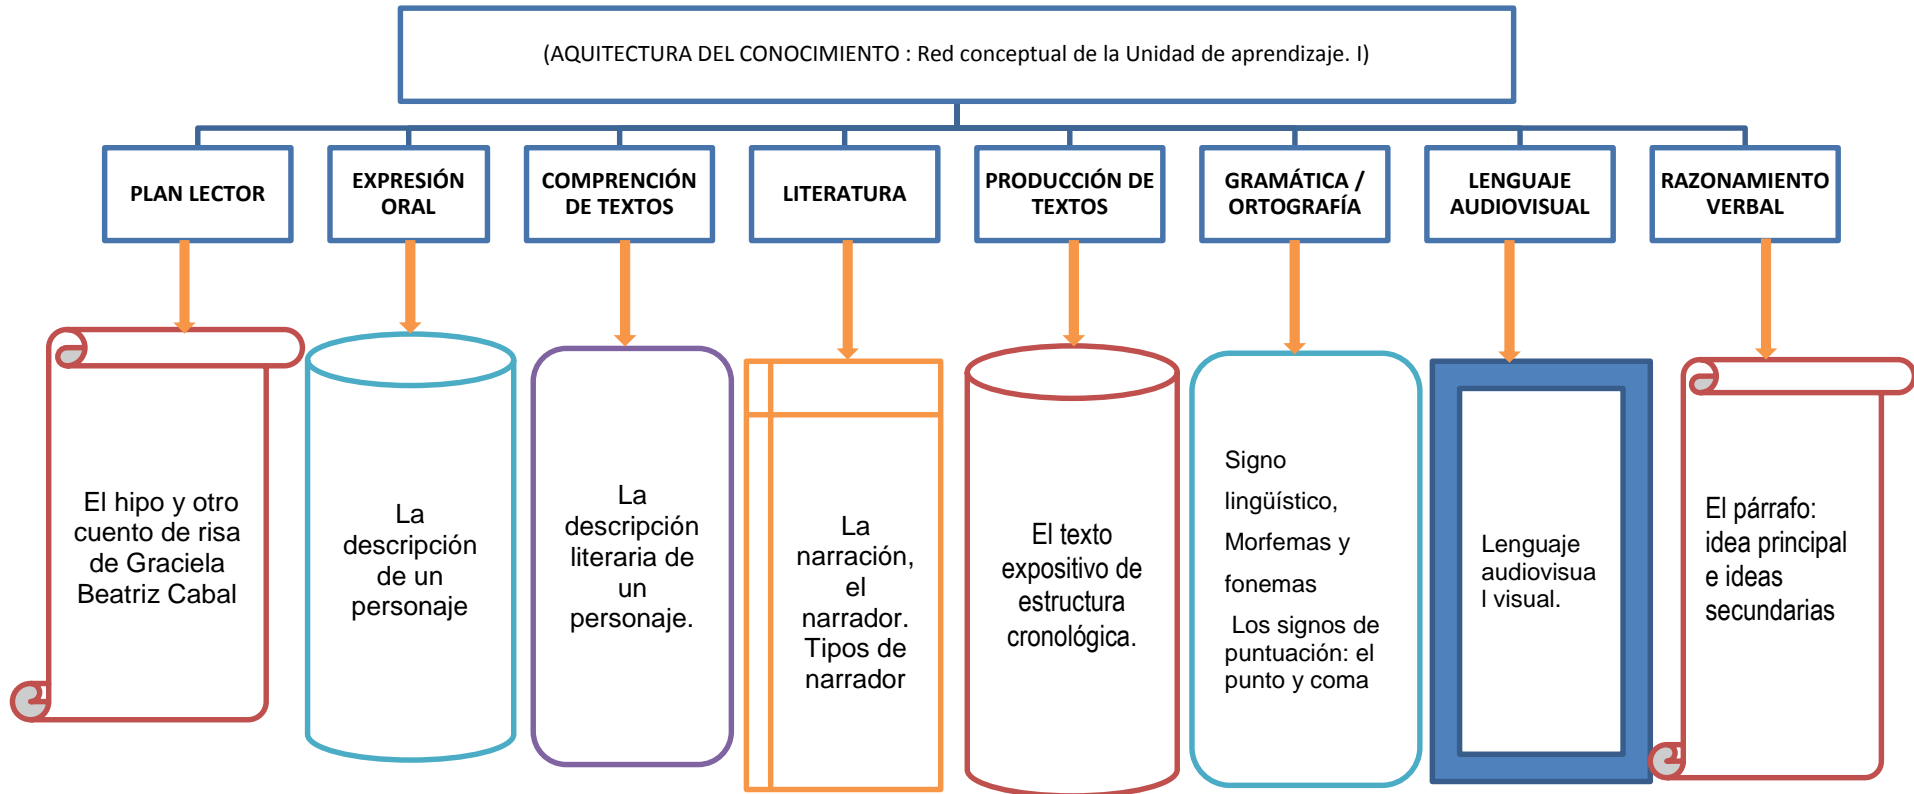 (AQUITECTURA DEL CONOCIMIENTO : Red conceptual de la Unidad de aprendizaje. I)
PLAN LECTOR
EXPRESIÓN
ORAL
COMPRENCIÓN
DE TEXTOS
LITERATURA
PRODUCCIÓN DE
TEXTOS
GRAMÁTICA /
ORTOGRAFÍA
LENGUAJE
AUDIOVISUAL
RAZONAMIENTO
VERBAL
El hipo y otro
cuento de risa
de Graciela
Beatriz Cabal
La
descripción
de un
personaje
La
descripción
literaria de
un
personaje.
La
narración,
el
narrador.
Tipos de
narrador
El texto
expositivo de
estructura
cronológica.
Signo
lingüístico,
Morfemas y
fonemas
Los signos de
puntuación: el
punto y coma
Lenguaje
audiovisua
l visual.
El párrafo:
idea principal
e ideas
secundarias